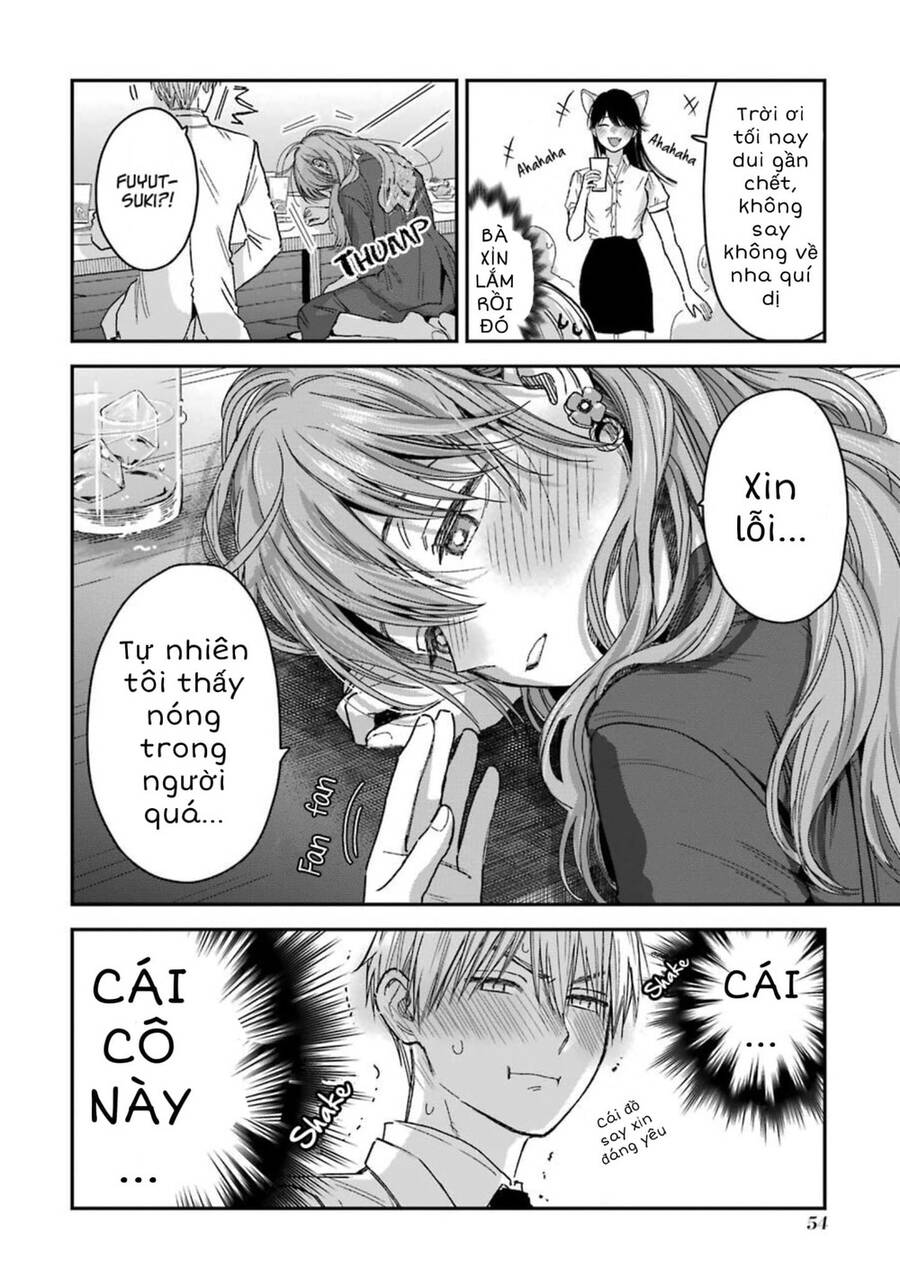 Trời ơi
tối nay
dui gần
chết,
không
say
không về
nha quí
dị
Ahahaha
Ahahaha
BÀ
XỈN
LẮM
RỒI
ĐÓ
FUYUT-
SUKI?!
THUMP
Xin
lỗi...
Tự nhiên
tôi thấy
nóng
trong
người
quá...
Fan fan
CÁI
...
Shake
Cái đồ
say xin
đáng yêu
Shake
CÁI
CÔ
NÀY
...
54